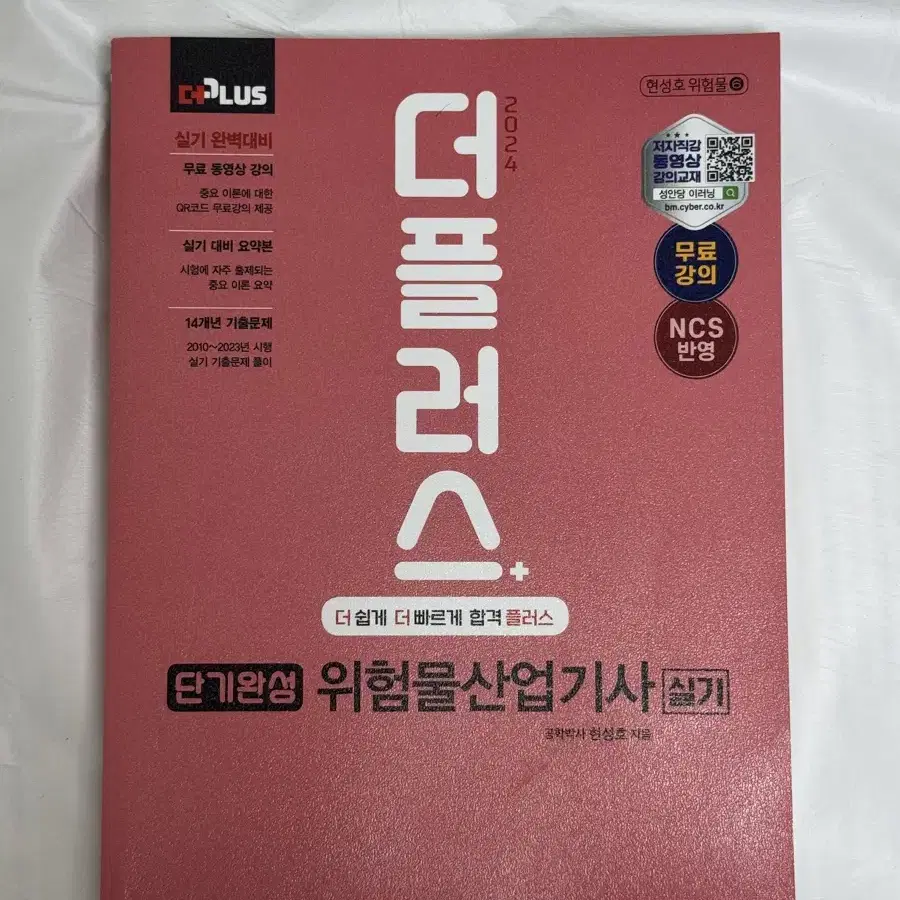 더PLUS
실기 완벽대비
무료 동영상 강의
중요 이론에 대한
QR코드 무료강의 제공
실기 대비 요약본
시험에 자주 출제되는
중요 이론 요약
14개년 기출문제
2010~2023년 시행
실기 기출문제 풀이
2024
더플러스+
현성호 위험물 6
저자직강
동영상
강의교재
성안당 이러닝
bm.cyber.co.kr
무료
강의
NCS
반영
더 쉽게 더 빠르게 합격 플러스
단기완성 위험물산업기사 실기
공학박사 현성호 지음